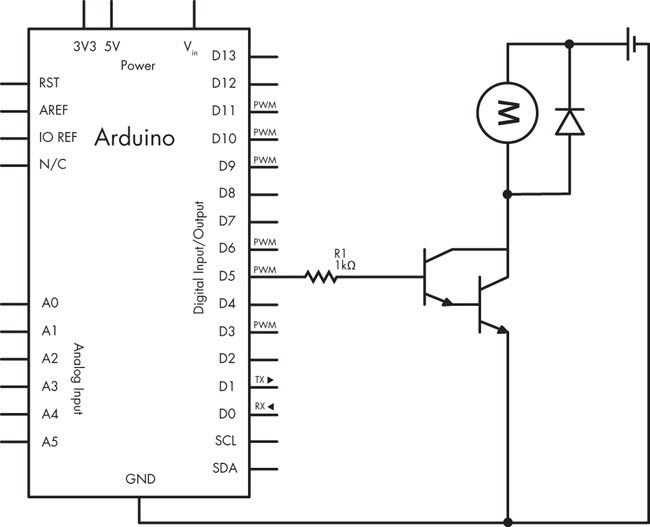 3V3 5V Vin
Power
Arduino
RST
AREF
IO REF
N/C
A0
A1
A2
A3
A4
A5
Analog Input
Digital Input/Output
D13
D12
D11 PWM
D10 PWM
D9 PWM
D8
D7
D6 PWM
D5 PWM
D4
D3 PWM
D2
D1 TX ►
D0 RX ◄
SCL
SDA
GND
R1
1kΩ
M